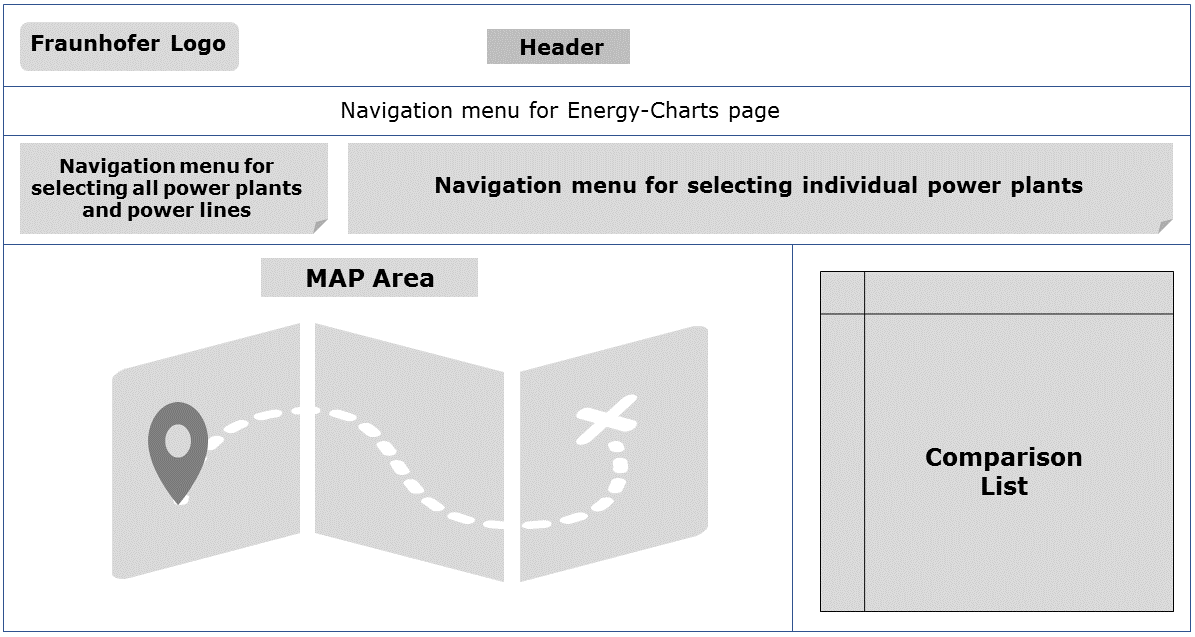 Fraunhofer Logo
Header
Navigation menu for Energy-Charts page
Navigation menu for
selecting all power plants
and power lines
Navigation menu for selecting individual power plants
MAP Area
Comparison
List